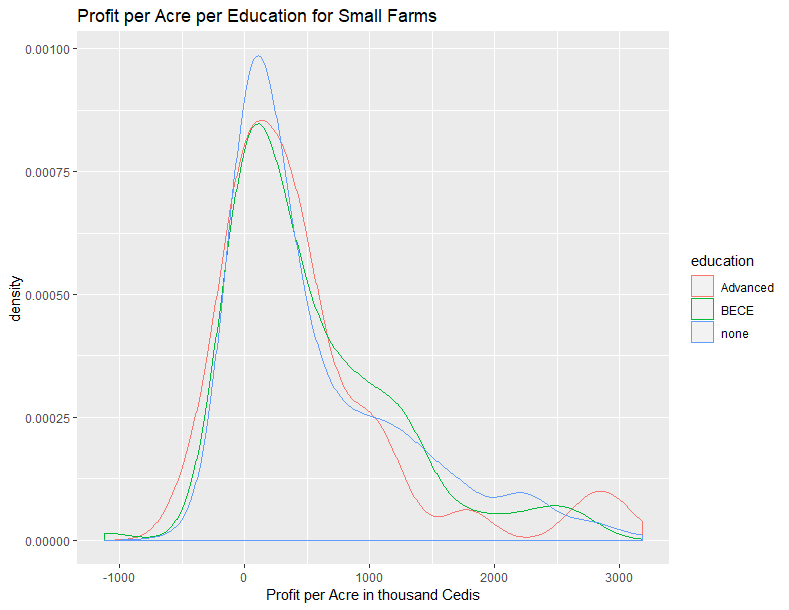 Profit per Acre per Education for Small Farms
0.00100
0.00075
0.00050
0.00025
0.00000
density
-1000
0
1000
2000
3000
Profit per Acre in thousand Cedis
education
Advanced
BECE
none